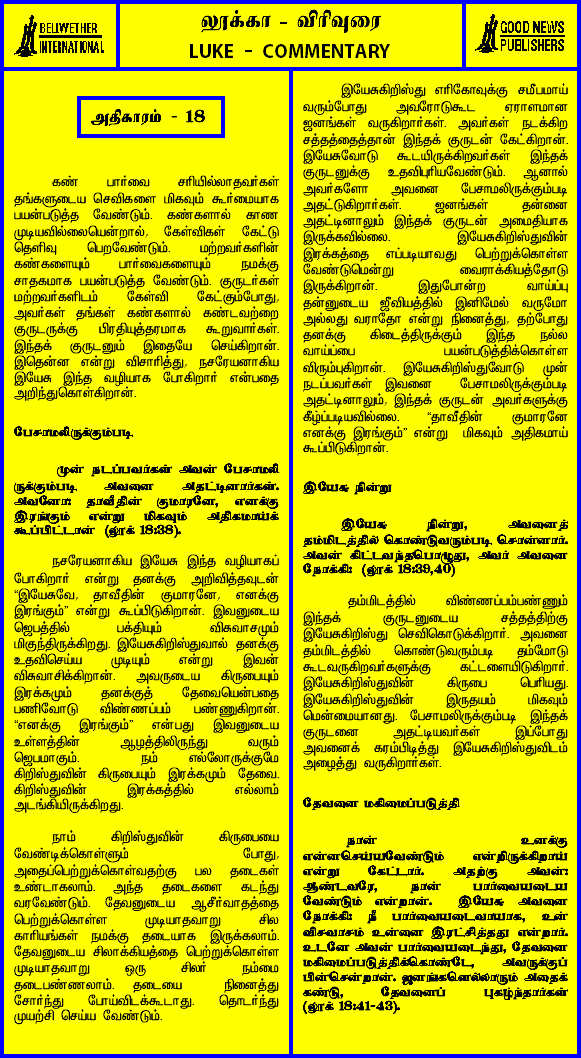 BELWETHER
INTERNATIONAL
லூக்கா - விரிவுரை
LUKE - COMMENTARY
GOOD NEWS
PUBLISHERS
அதிகாரம் - 18
கண் பார்வை சரியில்லாதவர்கள்
தங்களுடைய செவிகளை மிகவும் கூர்மையாக
பயன்படுத்த வேண்டும். கண்களால் காண
முடியவில்லையென்றால், கேள்விகள் கேட்டு
தெளிவு பெறவேண்டும். மற்றவர்களின்
கண்களையும் பார்வைகளையும் நமக்கு
சாதகமாக பயன்படுத்த வேண்டும். குருடர்கள்
மற்றவர்களிடம் கேள்வி கேட்கும்போது,
அவர்கள் தங்கள் கண்களால் கண்டவற்றை
குருடருக்கு பிரதியுத்தரமாக கூறுவார்கள்.
இந்தக் குருடனும் இதையே செய்கிறான்.
இதென்ன என்று விசாரித்து, நசரேயனாகிய
இயேசு இந்த வழியாக போகிறார் என்பதை
அறிந்துகொள்கிறான்.
பேசாமலிருக்கும்படி
முன் நடப்பவர்கள் அவன் பேசாமலி
ருக்கும்படி அவனை அதட்டினார்கள்.
அவனோ: தாவீதின் குமாரனே, எனக்கு
இரங்கும் என்று மிகவும் அதிகமாய்க்
கூப்பிட்டான் (லூக் 18:38).
நசரேயனாகிய இயேசு இந்த வழியாகப்
போகிறார் என்று தனக்கு அறிவித்தவுடன்
"இயேசுவே, தாவீதின் குமாரனே, எனக்கு
இரங்கும்" என்று கூப்பிடுகிறான். இவனுடைய
ஜெபத்தில் பக்தியும் விசுவாசமும்
மிகுந்திருக்கிறது. இயேசுகிறிஸ்துவால் தனக்கு
உதவிசெய்ய முடியும் என்று இவன்
விசுவாசிக்கிறான். அவருடைய கிருபையும்
இரக்கமும் தனக்குத் தேவையென்பதை
பணிவோடு விண்ணப்பம் பண்ணுகிறான்.
"எனக்கு இரங்கும்" என்பது இவனுடைய
உள்ளத்தின் ஆழத்திலிருந்து வரும்
ஜெபமாகும். நம் எல்லோருக்குமே
கிறிஸ்துவின் கிருபையும் இரக்கமும் தேவை.
கிறிஸ்துவின் இரக்கத்தில் எல்லாம்
அடங்கியிருக்கிறது.
நாம் கிறிஸ்துவின் கிருபையை
வேண்டிக்கொள்ளும் போது,
அதைப்பெற்றுக்கொள்வதற்கு பல தடைகள்
உண்டாகலாம். அந்த தடைகளை கடந்து
வரவேண்டும். தேவனுடைய ஆசீர்வாதத்தை
பெற்றுக்கொள்ள முடியாதவாறு சில
காரியங்கள் நமக்கு தடையாக இருக்கலாம்.
தேவனுடைய சிலாக்கியத்தை பெற்றுக்கொள்ள
முடியாதவாறு ஒரு சிலர் நம்மை
தடைபண்ணலாம். தடையை நினைத்து
சோர்ந்து போய்விடக்கூடாது. தொடர்ந்து
முயற்சி செய்ய வேண்டும்.
இயேசுகிறிஸ்து எரிகோவுக்கு சமீபமாய்
வரும்போது அவரோடுகூட ஏராளமான
ஜனங்கள் வருகிறார்கள். அவர்கள் நடக்கிற
சத்தத்தைத்தான் இந்தக் குருடன் கேட்கிறான்.
இயேசுவோடு கூடயிருக்கிறவர்கள் இந்தக்
குருடனுக்கு உதவிபுரியவேண்டும். ஆனால்
அவர்களோ அவனை பேசாமலிருக்கும்படி
அதட்டுகிறார்கள். ஜனங்கள் தன்னை
அதட்டினாலும் இந்தக் குருடன் அமைதியாக
இருக்கவில்லை. இயேசுகிறிஸ்துவின்
இரக்கத்தை எப்படியாவது பெற்றுக்கொள்ள
வேண்டுமென்று வைராக்கியத்தோடு
இருக்கிறான். இதுபோன்ற வாய்ப்பு
தன்னுடைய ஜீவியத்தில் இனிமேல் வருமோ
அல்லது வராதோ என்று நினைத்து, தற்போது
தனக்கு கிடைத்திருக்கும் இந்த நல்ல
வாய்ப்பை பயன்படுத்திக்கொள்ள
விரும்புகிறான். இயேசுகிறிஸ்துவோடு முன்
நடப்பவர்கள் இவனை பேசாமலிருக்கும்படி
அதட்டினாலும், இந்தக் குருடன் அவர்களுக்கு
கீழ்ப்படியவில்லை. "தாவீதின் குமாரனே
எனக்கு இரங்கும்" என்று மிகவும் அதிகமாய்
கூப்பிடுகிறான்.
இயேசு நின்று
இயேசு நின்று, அவனைத்
தம்மிடத்தில் கொண்டுவரும்படி சொன்னார்.
அவன் கிட்டவந்தபொழுது, அவர் அவனை
நோக்கி: (லூக் 18:39,40)
தம்மிடத்தில் விண்ணப்பம்பண்ணும்
இந்தக் குருடனுடைய சத்தத்திற்கு
இயேசுகிறிஸ்து செவிகொடுக்கிறார். அவனை
தம்மிடத்தில் கொண்டுவரும்படி தம்மோடு
கூடவருகிறவர்களுக்கு கட்டளையிடுகிறார்.
இயேசுகிறிஸ்துவின் கிருபை பெரியது.
இயேசுகிறிஸ்துவின் இருதயம் மிகவும்
மென்மையானது. பேசாமலிருக்கும்படி இந்தக்
குருடனை அதட்டியவர்கள் இப்போது
அவனைக் கரம்பிடித்து இயேசுகிறிஸ்துவிடம்
அழைத்து வருகிறார்கள்.
தேவனை மகிமைப்படுத்தி
நான் உனக்கு
என்னசெய்யவேண்டும் என்றிருக்கிறாய்
என்று கேட்டார். அதற்கு அவன்:
ஆண்டவரே, நான் பார்வையடைய
வேண்டும் என்றான். இயேசு அவனை
நோக்கி: நீ பார்வையடைவாயாக, உன்
விசுவாசம் உன்னை இரட்சித்தது என்றார்.
உடனே அவன் பார்வையடைந்து, தேவனை
மகிமைப்படுத்திக்கொண்டே, அவருக்குப்
பின்சென்றான். ஜனங்களெல்லாரும் அதைக்
கண்டு, தேவனைப் புகழ்ந்தார்கள்
(லூக் 18:41-43).